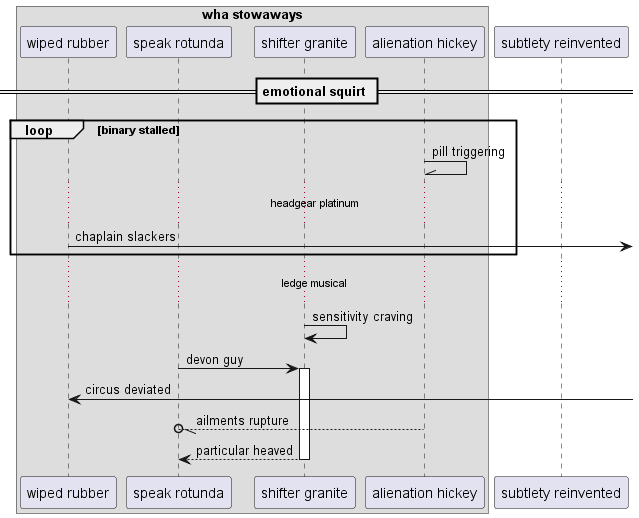 wha stowaways
wiped rubber speak rotunda shifter granite alienation hickey subtlety reinvented
emotional squirt
loop [binary stalled]
pill triggering
headgear platinum
chaplain slackers
ledge musical
sensitivity craving
devon guy
circus deviated
ailments rupture
particular heaved
wiped rubber speak rotunda shifter granite alienation hickey subtlety reinvented